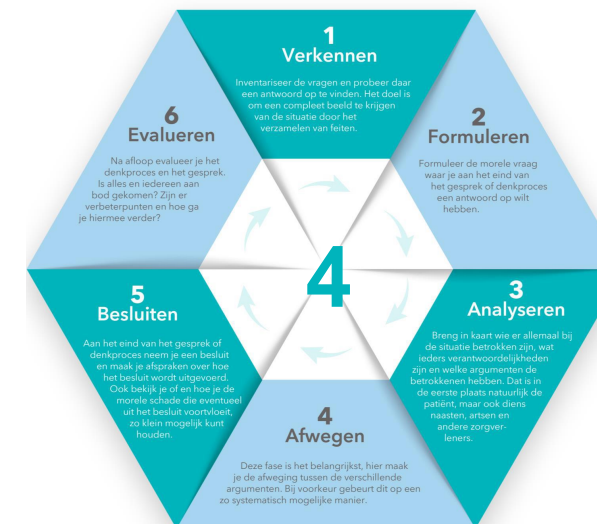 1
Verkennen
Inventariseer de vragen en probeer daar
een antwoord op te vinden. Het doel is
om een compleet beeld te krijgen
van de situatie door het
verzamelen van feiten.
2
Formuleren
Formuleer de morele vraag
waar je aan het eind van
het gesprek of denkproces
een antwoord op wilt
hebben.
3
Analyseren
Breng in kaart wie er allemaal bij
de situatie betrokken zijn, wat
ieders verantwoordelijkheden
zijn en welke argumenten de
betrokkenen hebben. Dat is in
de eerste plaats natuurlijk de
patiënt, maar ook diens
naasten, artsen en
andere zorgver-
leners.
4
Afwegen
Deze fase is het belangrijkst, hier maak
je de afweging tussen de verschillende
argumenten. Bij voorkeur gebeurt dit op een
zo systematisch mogelijke manier.
5
Besluiten
Aan het eind van het gesprek of
denkproces neem je een besluit
en maak je afspraken over hoe
het besluit wordt uitgevoerd.
Ook bekijk je of en hoe je de
morele schade die eventueel
uit het besluit voortvloeit,
zo klein mogelijk kunt
houden.
6
Evalueren
Na afloop evalueer je het
denkproces en het gesprek.
Is alles en iedereen aan
bod gekomen? Zijn er
verbeterpunten en hoe ga
je hiermee verder?
4